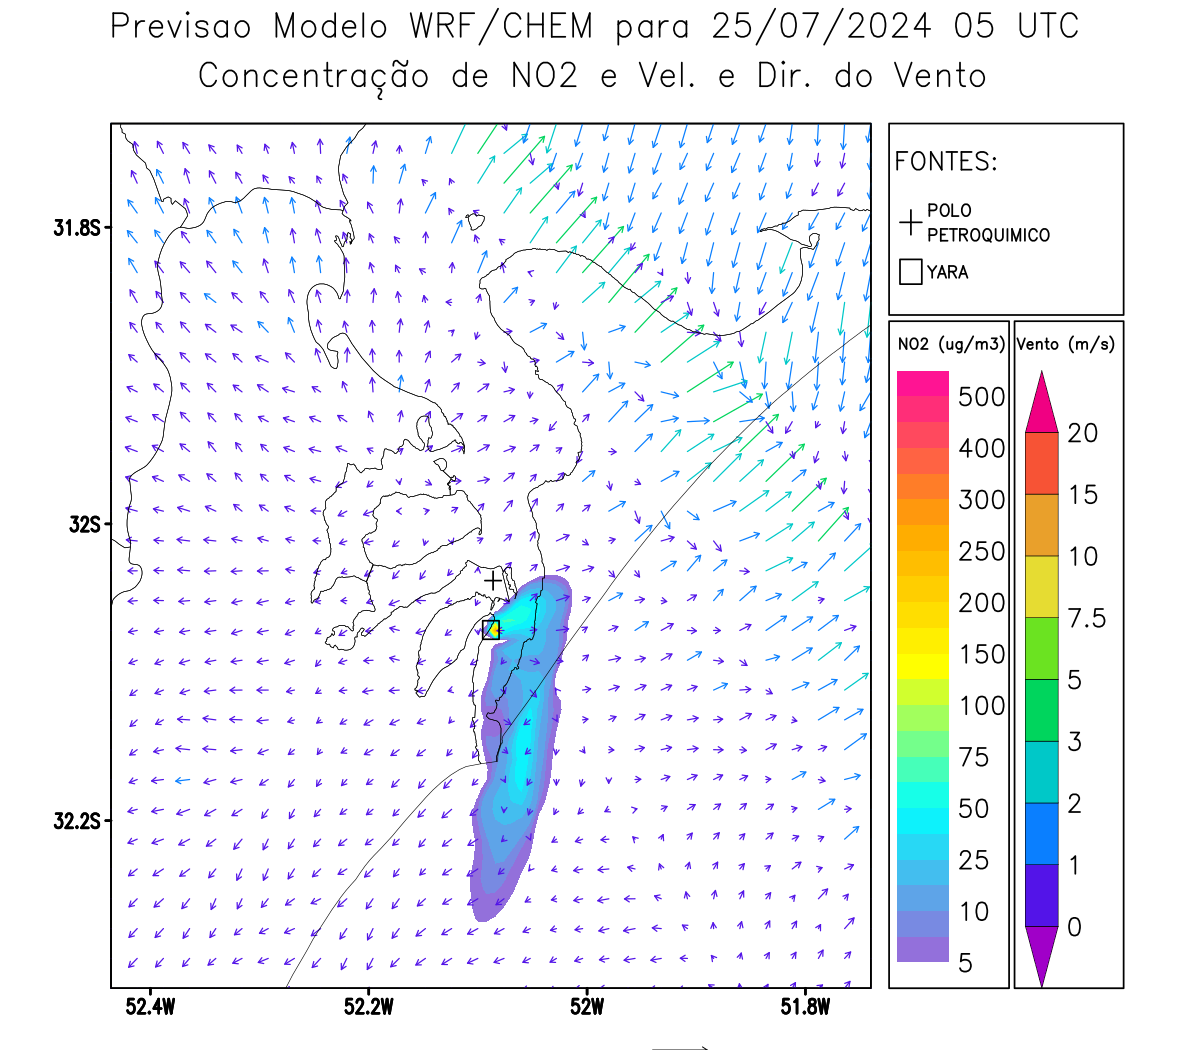 Previsao Modelo WRF/CHEM para 25/07/2024 05 UTC
Concentração de NO2 e Vel. e Dir. do Vento
FONTES:
POLO
PETROQUIMICO
YARA
NO2 (ug/m3)
500
400
300
250
200
150
100
75
50
25
10
5
Vento (m/s)
20
15
10
7.5
5
3
2
1
0
31.8S
32S
32.2S
52.4W
52.2W
52W
51.8W